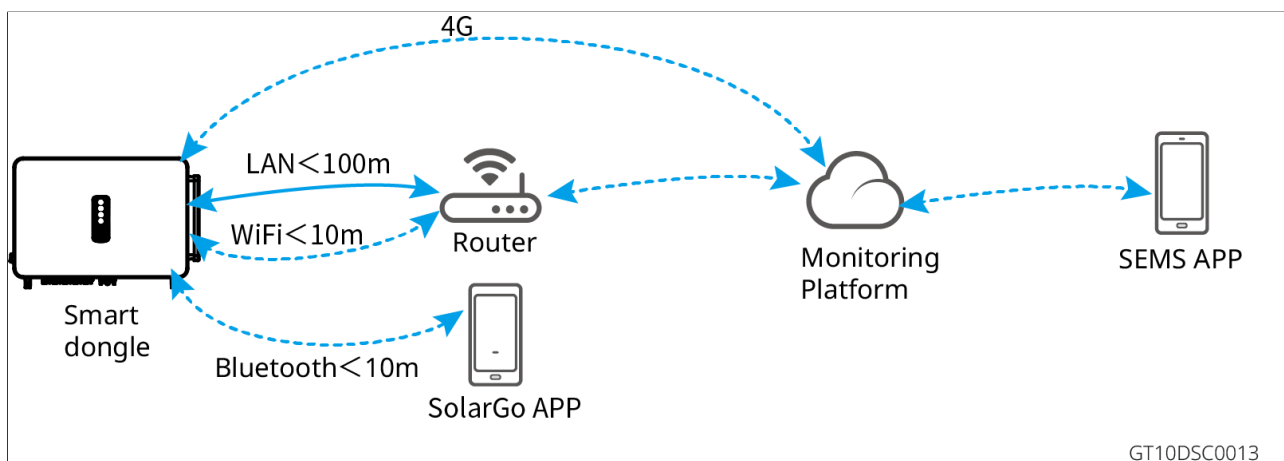 4G
LAN<100m
WiFi<10m
Router
Smart
dongle
Bluetooth<10m
SolarGo APP
Monitoring
Platform
SEMS APP
GT10DSC0013